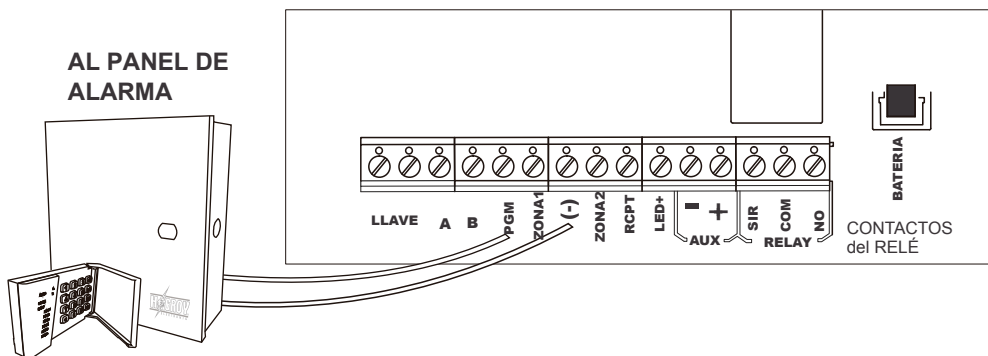 AL PANEL DE
ALARMA
LLAVE
A
B
PGM
ZONA1
(-)
ZONA2
RCPT
LED+
- +
AUX
SIR
COM
NO
RELAY
BATERIA
CONTACTOS
del RELÉ